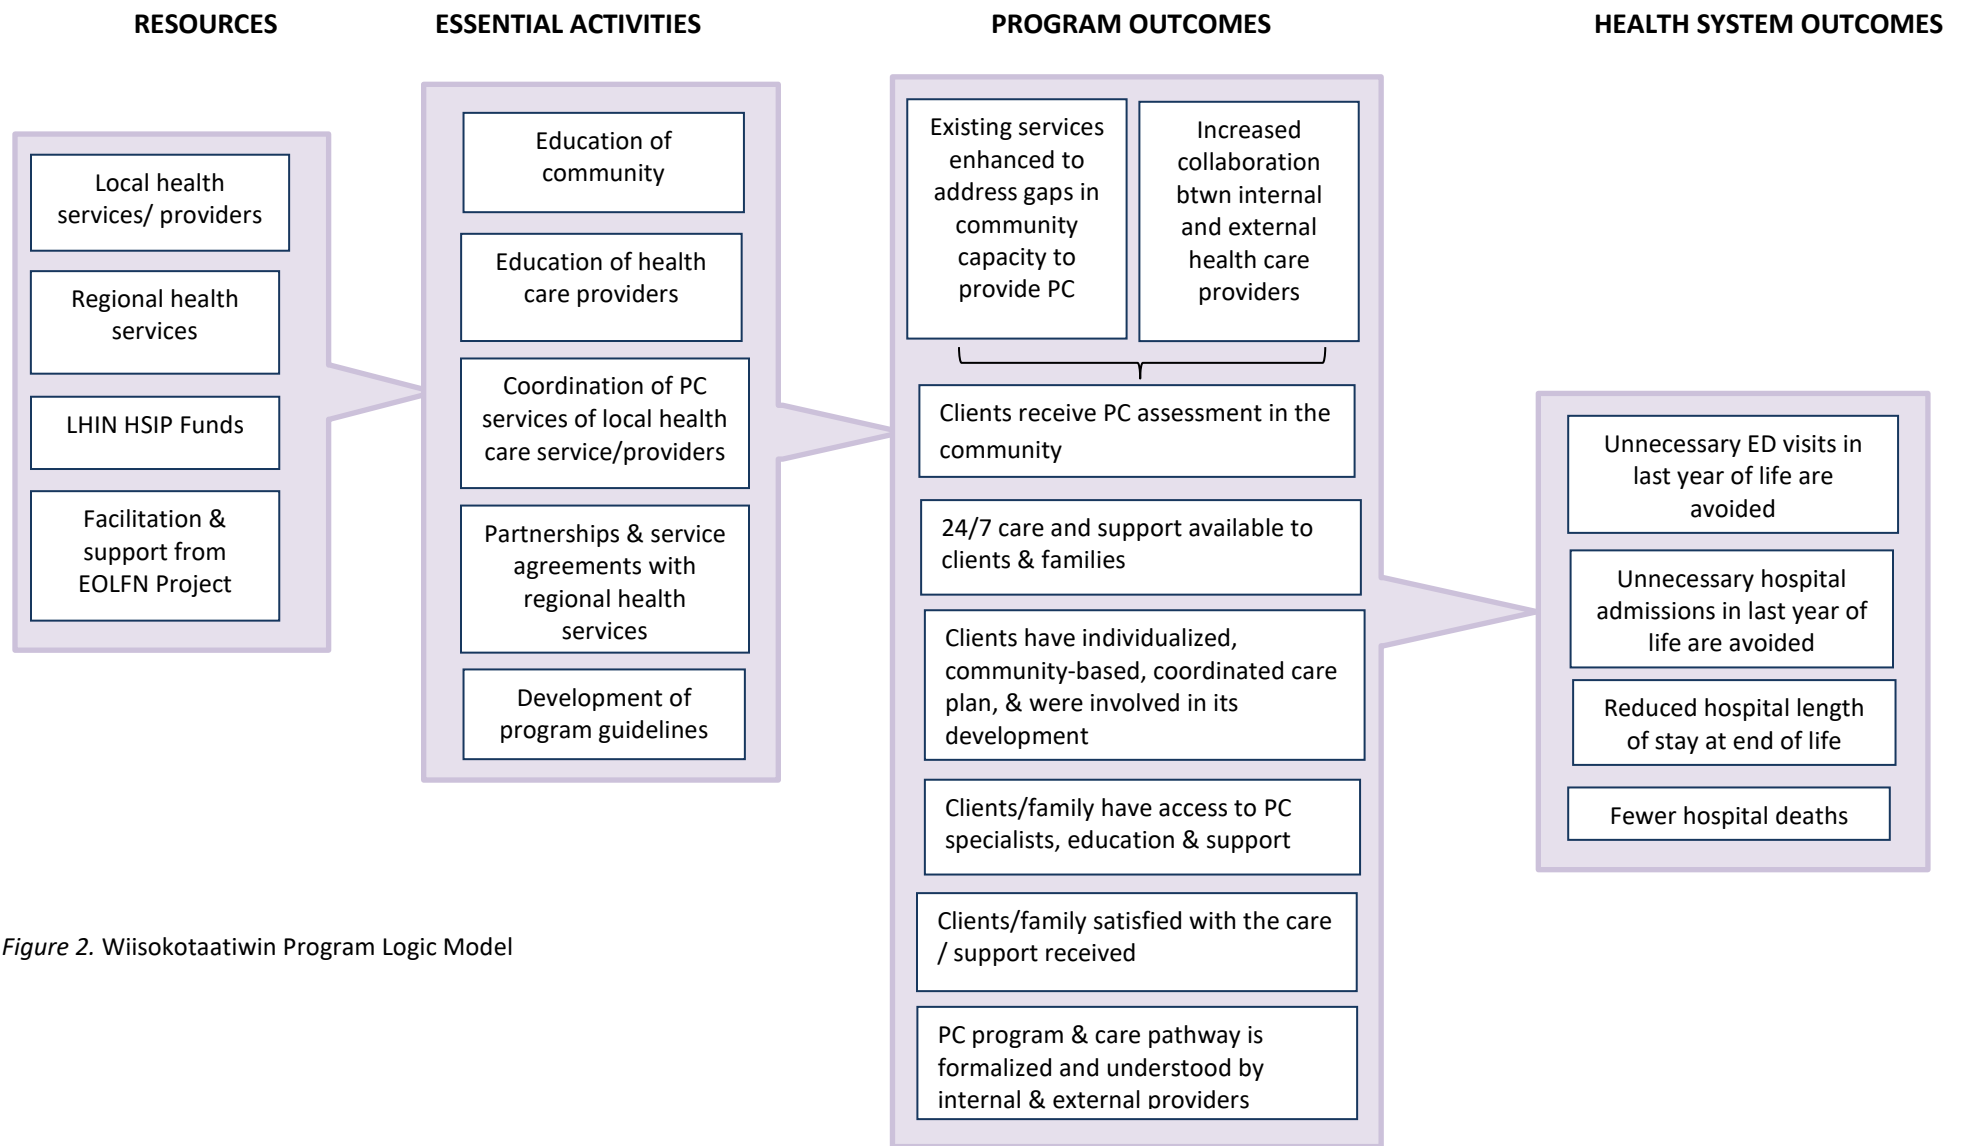 RESOURCES
ESSENTIAL ACTIVITIES
PROGRAM OUTCOMES
HEALTH SYSTEM OUTCOMES
Local health
services/ providers
Regional health
services
LHIN HSIP Funds
Facilitation &
support from
EOLFN Project
Education of
community
Education of health
care providers
Coordination of PC
services of local health
care service/providers
Partnerships & service
agreements with
regional health
services
Development of
program guidelines
Existing services
enhanced to
address gaps in
community
capacity to
provide PC
Increased
collaboration
btwn internal
and external
health care
providers
Clients receive PC assessment in the
community
24/7 care and support available to
clients & families
Clients have individualized,
community-based, coordinated care
plan, & were involved in its
development
Clients/family have access to PC
specialists, education & support
Clients/family satisfied with the care
/ support received
PC program & care pathway is
formalized and understood by
internal & external providers
Unnecessary ED visits in
last year of life are
avoided
Unnecessary hospital
admissions in last year of
life are avoided
Reduced hospital length
of stay at end of life
Fewer hospital deaths
Figure 2. Wiisokotaatiwin Program Logic Model